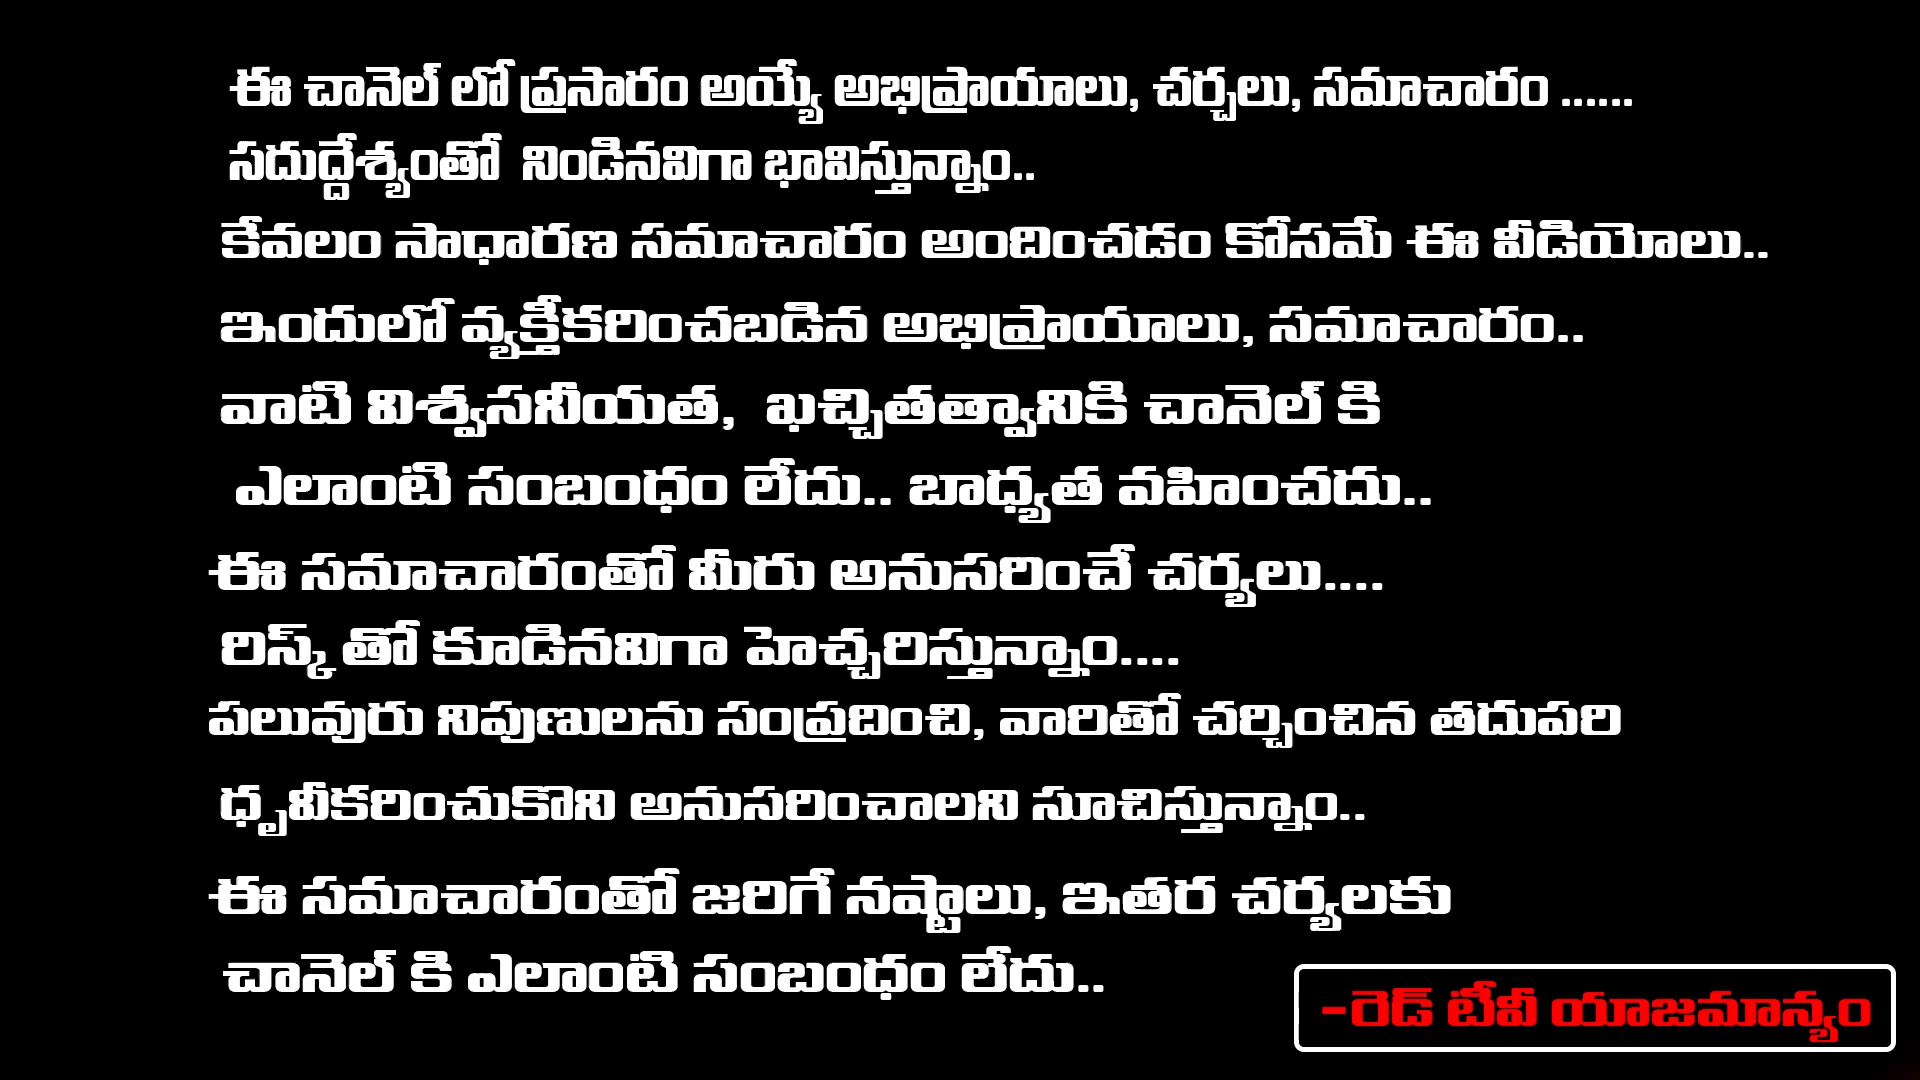 ఈ చానెల్ లో ప్రసారం అయ్యే అభిప్రాయాలు, చర్చలు, సమాచారం ......
సదుద్దేశ్యంతో నిండినవిగా భావిస్తున్నాం..
కేవలం సాధారణ సమాచారం అందించడం కోసమే ఈ వీడియోలు..
ఇందులో వ్యక్తీకరించబడిన అభిప్రాయాలు, సమాచారం..
వాటి విశ్వసనీయత, ఖచ్చితత్వానికి చానెల్ కి
ఎలాంటి సంబంధం లేదు.. బాధ్యత వహించదు..
ఈ సమాచారంతో మీరు అనుసరించే చర్యలు....
రిస్క్ తో కూడినవిగా హెచ్చరిస్తున్నాం....
పలువురు నిపుణులను సంప్రదించి, వారితో చర్చించిన తదుపరి
ధృవీకరించుకొని అనుసరించాలని సూచిస్తున్నాం..
ఈ సమాచారంతో జరిగే నష్టాలు, ఇతర చర్యలకు
చానెల్ కి ఎలాంటి సంబంధం లేదు..
-రెడ్ టీవీ యాజమాన్యం